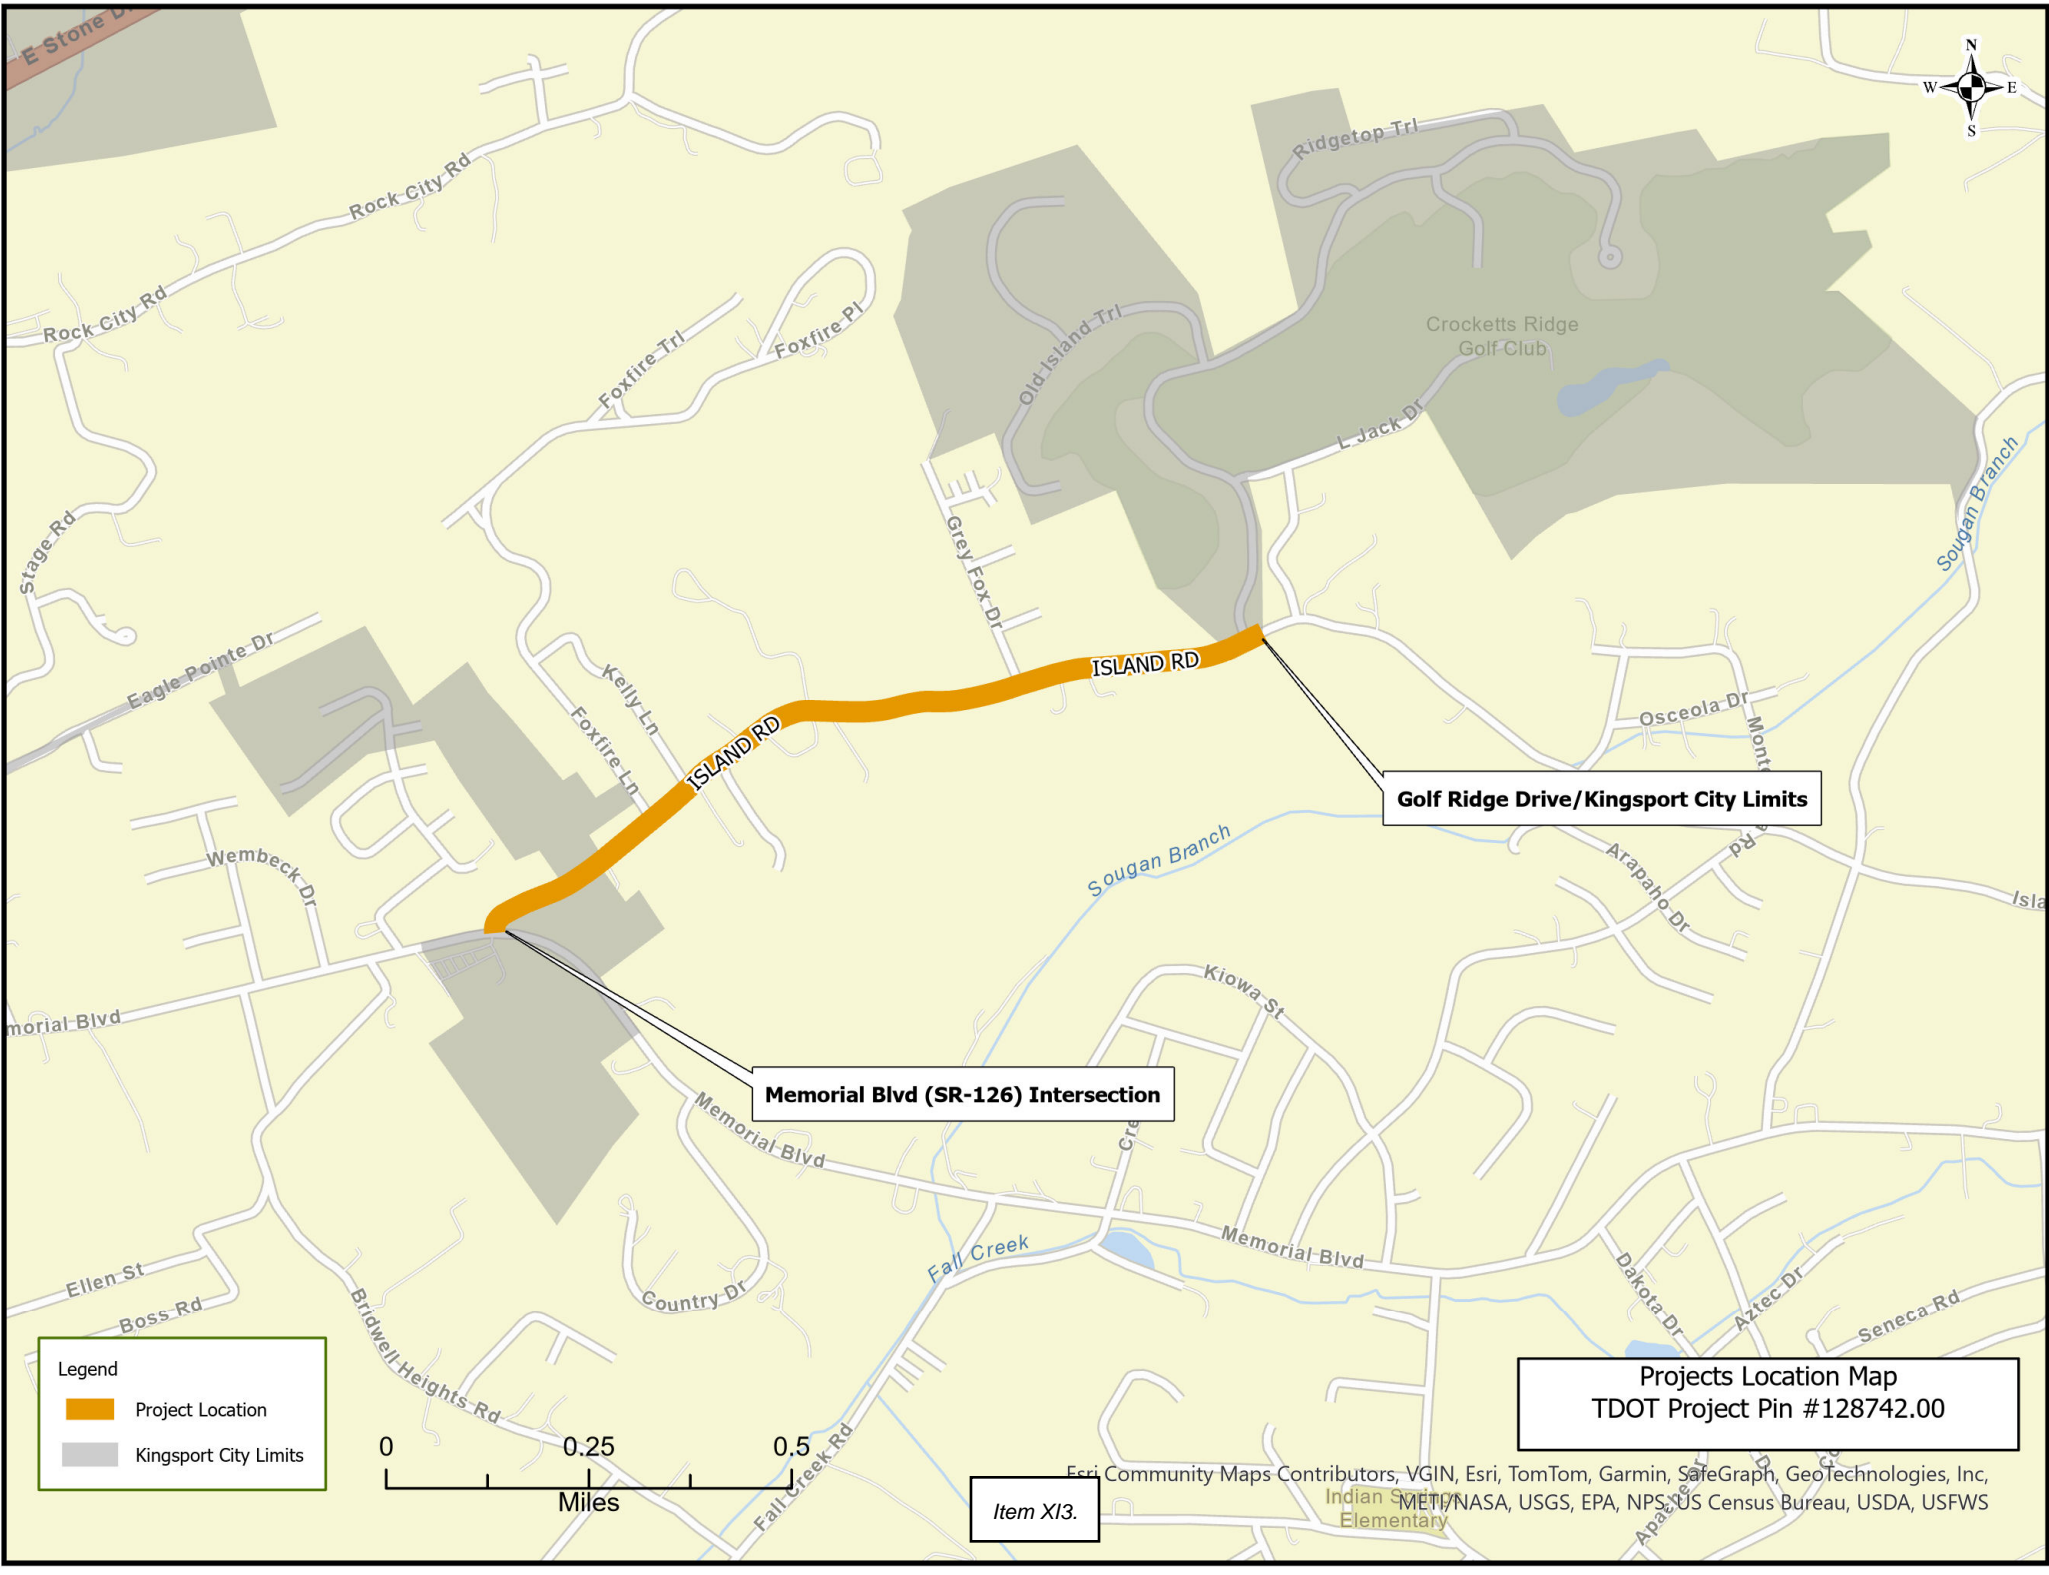 E Stone D
N
W E
S
Ridgetop Trl
Rock City Rd
Rock City Rd
Crocketts Ridge
Golf Club
Old Island Trl
Foxfire Trl
Foxfire Pl
L Jack Dr
Sougan Branch
Stage Rd
Grey Fox Dr
Eagle Pointe Dr
Kelly Ln
Foxfire Ln
ISLAND RD
ISLAND RD
Osceola Dr
Monte
Golf Ridge Drive/Kingsport City Limits
Rd
Sougan Branch
Arapaho Dr
Wembeck Dr
Isla
Kiowa St
morial Blvd
Memorial Blvd (SR-126) Intersection
Memorial Blvd
Cre
Memorial Blvd
Fall Creek
Ellen St
Boss Rd
Country Dr
Bridwell Heights Rd
Dakota Dr
Aztec Dr
Seneca Rd
Legend
Project Location
Kingsport City Limits
0 0.25 0.5
Miles
Fall Creek Rd
Projects Location Map
TDOT Project Pin #128742.00
Esri Community Maps Contributors, VGIN, Esri, TomTom, Garmin, SafeGraph, GeoTechnologies, Inc,
METI/NASA, USGS, EPA, NPS, US Census Bureau, USDA, USFWS
Indian Springs
Elementary
Apache Dr
Item XI3.